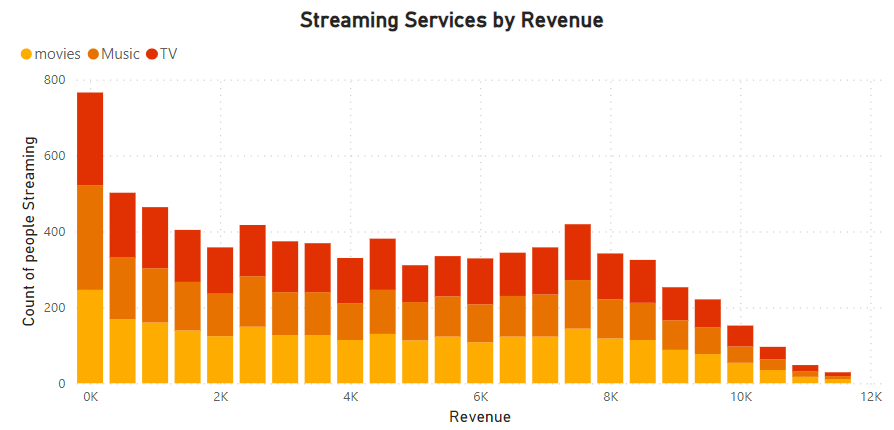 Streaming Services by Revenue
movies Music TV
800
600
400
200
0
Count of people Streaming
0K 2K 4K 6K 8K 10K 12K
Revenue